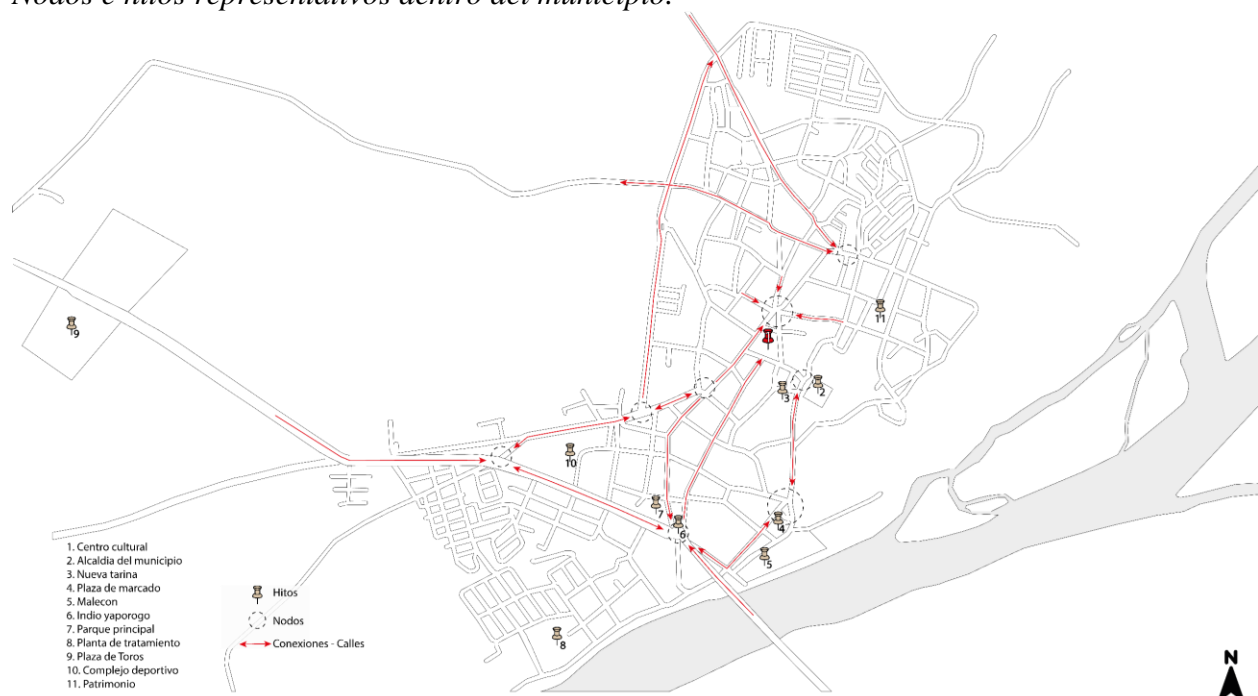 Nodos e hitos representativos dentro del municipio.
11
9
2
3
10
7
6
4
5
8
1. Centro cultural
2. Alcaldia del municipio
3. Nueva tarina
4. Plaza de marcado
5. Malecon
6. Indio yaporogo
7. Parque principal
8. Planta de tratamiento
9. Plaza de Toros
10. Complejo deportivo
11. Patrimonio
Hitos
Nodos
Conexiones - Calles
N